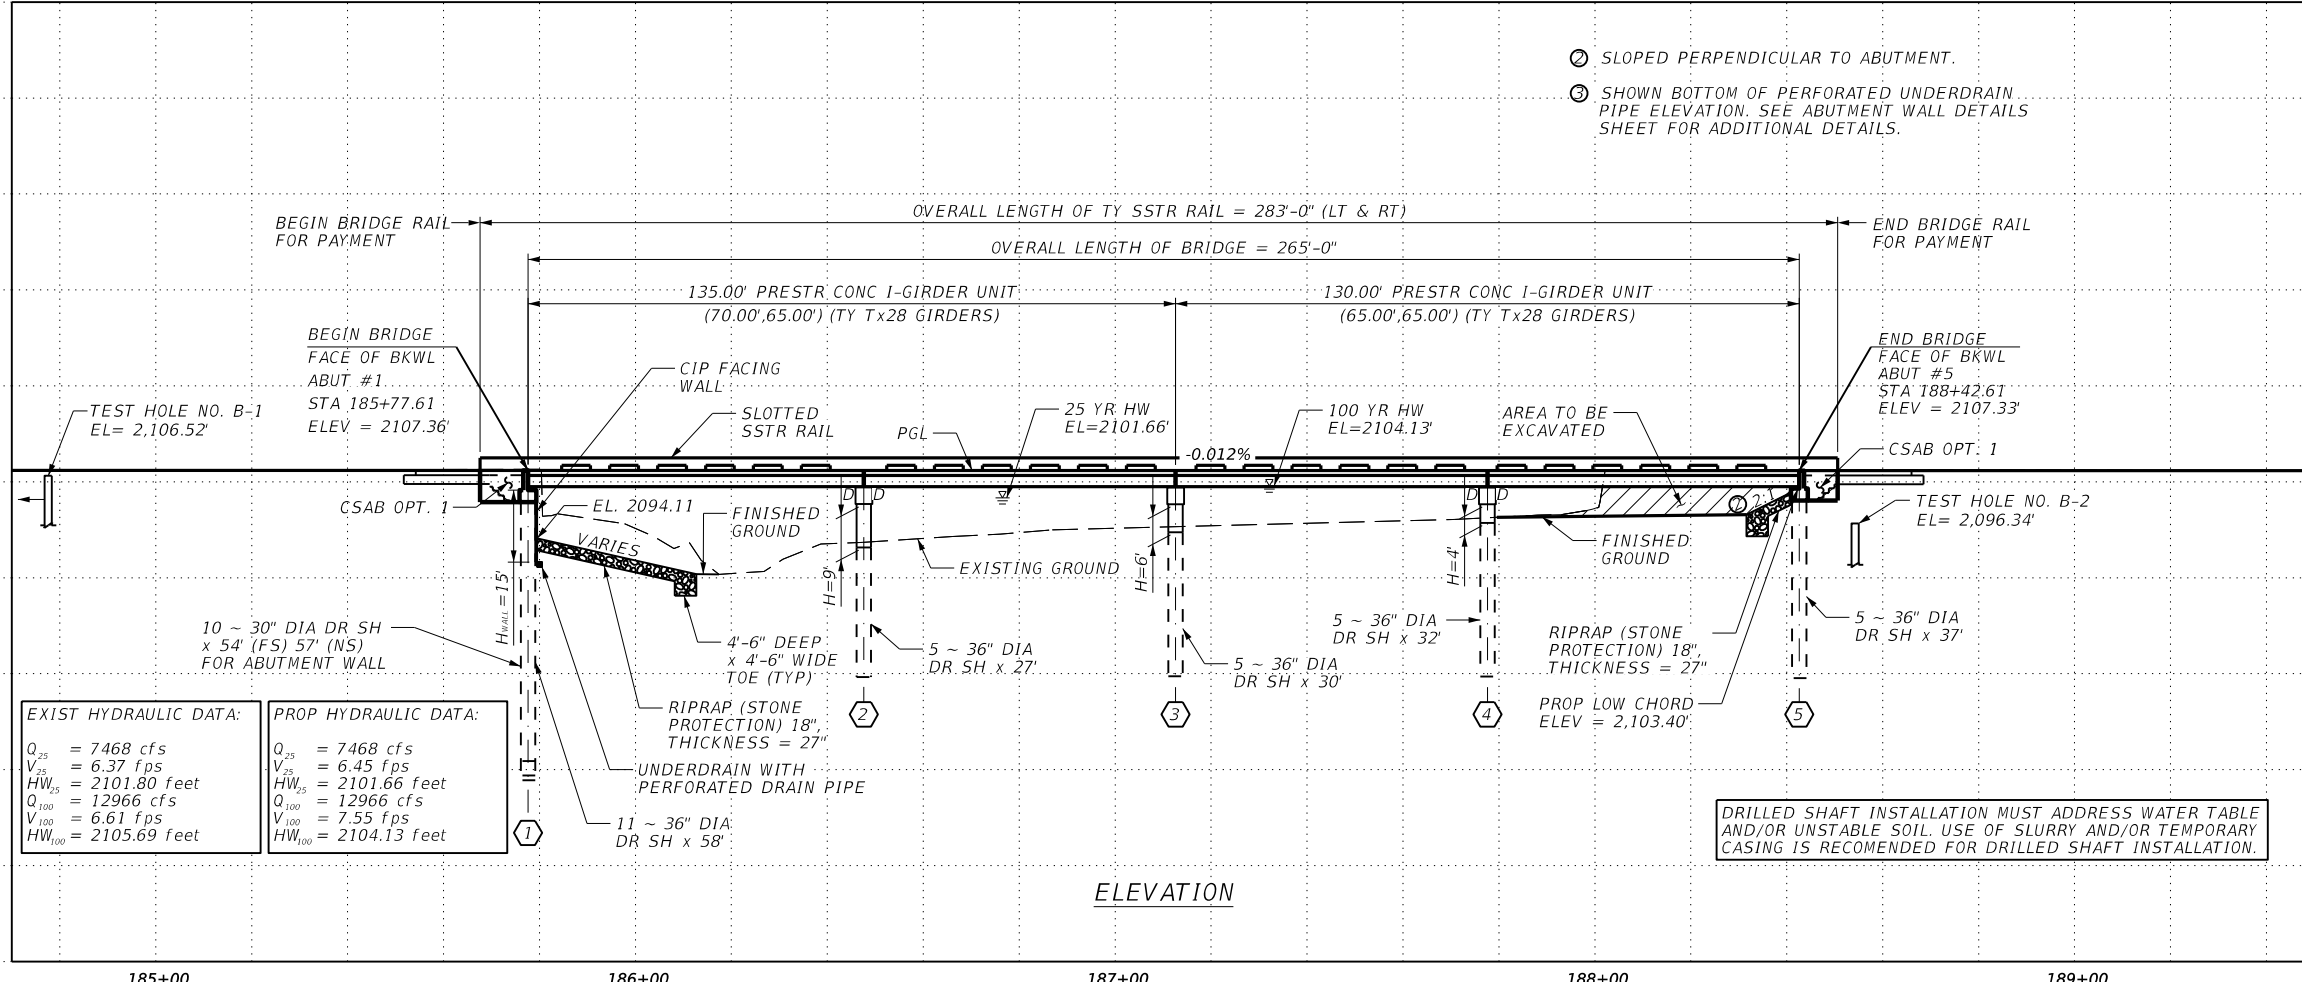 ② SLOPED PERPENDICULAR TO ABUTMENT.
③ SHOWN BOTTOM OF PERFORATED UNDERDRAIN
PIPE ELEVATION. SEE ABUTMENT WALL DETAILS
SHEET FOR ADDITIONAL DETAILS.
BEGIN BRIDGE RAIL
FOR PAYMENT
OVERALL LENGTH OF TY SSTR RAIL = 283'-0" (LT & RT)
END BRIDGE RAIL
FOR PAYMENT
OVERALL LENGTH OF BRIDGE = 265'-0"
135.00' PRESTR CONC I-GIRDER UNIT
(70.00',65.00') (TY Tx28 GIRDERS)
130.00' PRESTR CONC I-GIRDER UNIT
(65.00',65.00') (TY Tx28 GIRDERS)
BEGIN BRIDGE
FACE OF BKWL
ABUT #1
STA 185+77.61
ELEV = 2107.36'
END BRIDGE
FACE OF BKWL
ABUT #5
STA 188+42.61
ELEV = 2107.33'
TEST HOLE NO. B-1
EL= 2,106.52'
CIP FACING
WALL
SLOTTED
SSTR RAIL
PGL
25 YR HW
EL=2101.66'
100 YR HW
EL=2104.13'
AREA TO BE
EXCAVATED
-0.012%
CSAB OPT. 1
CSAB OPT. 1
TEST HOLE NO. B-2
EL= 2,096.34'
EL. 2094.11
FINISHED
GROUND
VARIES
D D
D D
② 2:1
EXISTING GROUND
FINISHED
GROUND
HWALL=15'
H=9'
H=6'
H=4'
10 ~ 30" DIA DR SH
x 54' (FS) 57' (NS)
FOR ABUTMENT WALL
4'-6" DEEP
x 4'-6" WIDE
TOE (TYP)
5 ~ 36" DIA
DR SH x 27'
5 ~ 36" DIA
DR SH x 30'
5 ~ 36" DIA
DR SH x 32'
RIPRAP (STONE
PROTECTION) 18",
THICKNESS = 27"
5 ~ 36" DIA
DR SH x 37'
PROP LOW CHORD
ELEV = 2,103.40'
RIPRAP (STONE
PROTECTION) 18",
THICKNESS = 27"
UNDERDRAIN WITH
PERFORATED DRAIN PIPE
11 ~ 36" DIA
DR SH x 58'
1
2
3
4
5
EXIST HYDRAULIC DATA:
Q25 = 7468 cfs
V25 = 6.37 fps
HW25 = 2101.80 feet
Q100 = 12966 cfs
V100 = 6.61 fps
HW100 = 2105.69 feet
PROP HYDRAULIC DATA:
Q25 = 7468 cfs
V25 = 6.45 fps
HW25 = 2101.66 feet
Q100 = 12966 cfs
V100 = 7.55 fps
HW100 = 2104.13 feet
DRILLED SHAFT INSTALLATION MUST ADDRESS WATER TABLE
AND/OR UNSTABLE SOIL. USE OF SLURRY AND/OR TEMPORARY
CASING IS RECOMENDED FOR DRILLED SHAFT INSTALLATION.
ELEVATION
185+00
186+00
187+00
188+00
189+00